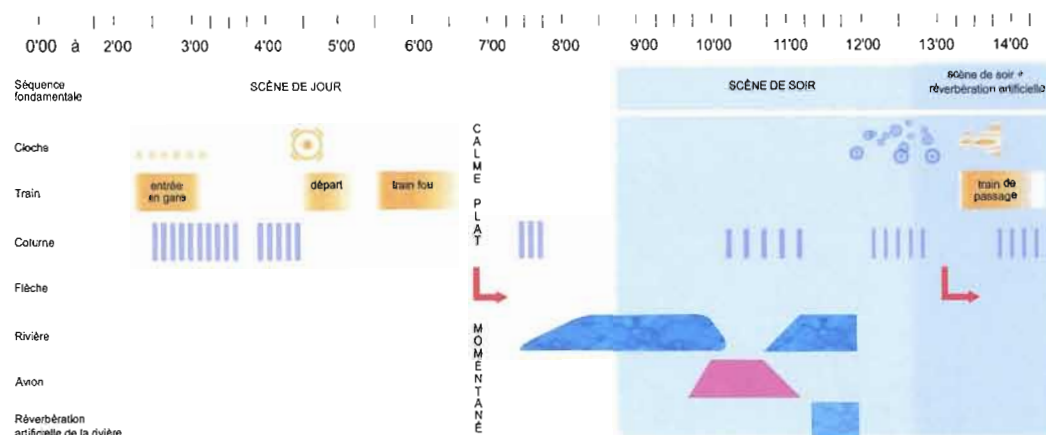 0'00 à 2'00 3'00 4'00 5'00 6'00 7'00 8'00 9'00 10'00 11'00 12'00 13'00 14'00
Séquence
fondamentale
SCÈNE DE JOUR
SCÈNE DE SOIR
scène de soir +
réverbération artificielle
Cloche
Train
entrée
en gare
départ
train fou
train de
passage
Colurne
Flèche
Rivière
Avion
Réverbération
artificielle de la rivière
CALME PLAT MOMENTANÉ